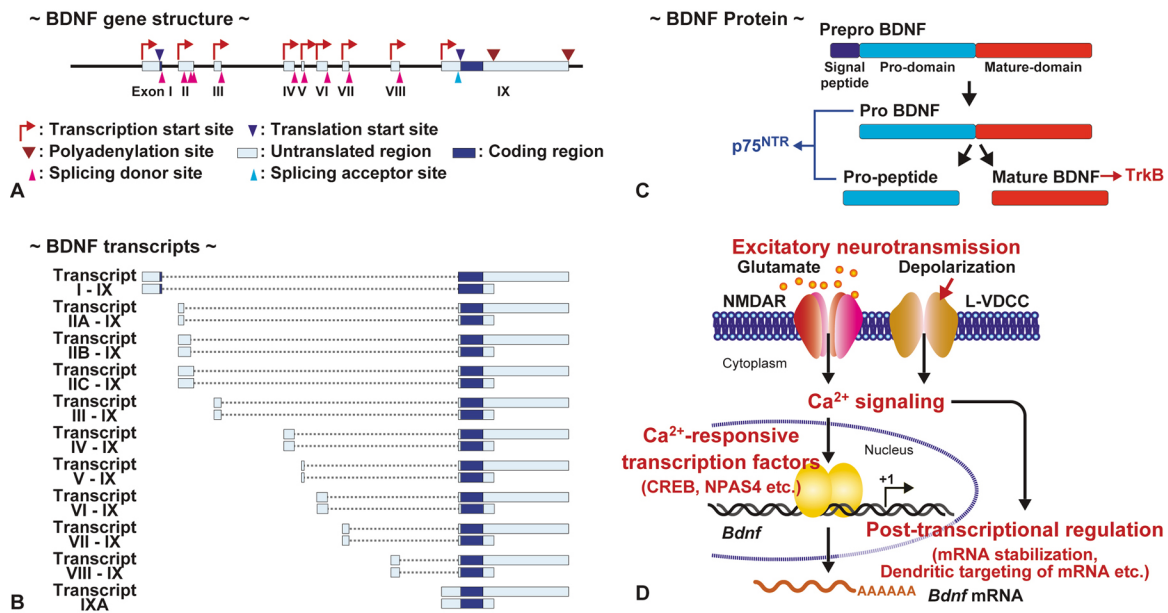 ~ BDNF gene structure ~
Exon I II III IV V VI VII VIII IX
: Transcription start site : Translation start site
: Polyadenylation site : Untranslated region : Coding region
: Splicing donor site : Splicing acceptor site
A
~ BDNF transcripts ~
Transcript
I - IX
Transcript
IIA - IX
Transcript
IIB - IX
Transcript
IIC - IX
Transcript
III - IX
Transcript
IV - IX
Transcript
V - IX
Transcript
VI - IX
Transcript
VII - IX
Transcript
VIII - IX
Transcript
IXA
B
~ BDNF Protein ~
Prepro BDNF
Signal
peptide
Pro-domain
Mature-domain
Pro BDNF
p75NTR
Pro-peptide
Mature BDNF
TrkB
C
Excitatory neurotransmission
Glutamate
Depolarization
NMDAR
L-VDCC
Cytoplasm
Ca2+ signaling
Ca2+-responsive
transcription factors
(CREB, NPAS4 etc.)
Nucleus
+1
Bdnf
Post-transcriptional regulation
(mRNA stabilization,
Dendritic targeting of mRNA etc.)
AAAAAA
Bdnf mRNA
D